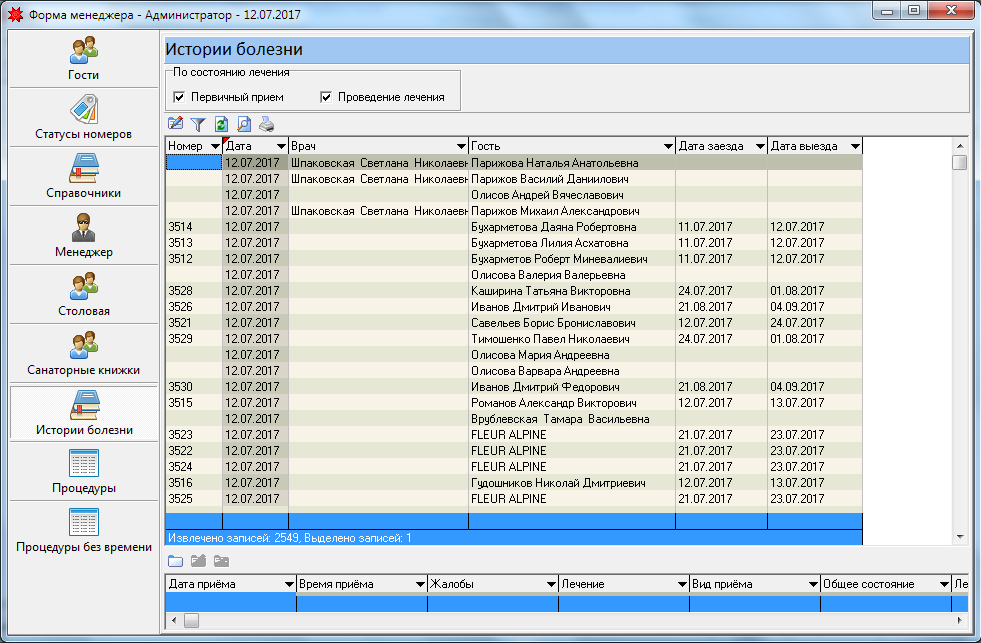 Форма менеджера - Администратор - 12.07.2017
Гости
Статусы номеров
Справочники
Менеджер
Столовая
Санаторные книжки
Истории болезни
Процедуры
Процедуры без времени
Истории болезни
По состоянию лечения
Первичный прием Проведение лечения
Номер Дата Врач Гость Дата заезда Дата выезда
12.07.2017 Шпаковская Светлана Николаевн Парижова Наталья Анатольевна
12.07.2017 Шпаковская Светлана Николаевн Парижов Василий Даниилович
12.07.2017 Олисов Андрей Вячеславович
12.07.2017 Шпаковская Светлана Николаевн Парижов Михаил Александрович
3514 12.07.2017 Бухарметова Даяна Робертовна 11.07.2017 12.07.2017
3513 12.07.2017 Бухарметова Лилия Асхатовна 11.07.2017 12.07.2017
3512 12.07.2017 Бухарметов Роберт Миневалиевич 11.07.2017 12.07.2017
12.07.2017 Олисова Валерия Валерьевна
3528 12.07.2017 Каширина Татьяна Викторовна 24.07.2017 01.08.2017
3526 12.07.2017 Иванов Дмитрий Иванович 21.08.2017 04.09.2017
3521 12.07.2017 Савельев Борис Брониславович 12.07.2017 24.07.2017
3529 12.07.2017 Тимошенко Павел Николаевич 24.07.2017 01.08.2017
12.07.2017 Олисова Мария Андреевна
12.07.2017 Олисова Варвара Андреевна
3530 12.07.2017 Иванов Дмитрий Федорович 21.08.2017 04.09.2017
3515 12.07.2017 Романов Александр Викторович 12.07.2017 13.07.2017
12.07.2017 Врублевская Тамара Васильевна
3523 12.07.2017 FLEUR ALPINE 21.07.2017 23.07.2017
3522 12.07.2017 FLEUR ALPINE 21.07.2017 23.07.2017
3524 12.07.2017 FLEUR ALPINE 21.07.2017 23.07.2017
3516 12.07.2017 Гудошников Николай Дмитриевич 12.07.2017 13.07.2017
3525 12.07.2017 FLEUR ALPINE 21.07.2017 23.07.2017
Извлечено записей: 2549, Выделено записей: 1
Дата приёма Время приёма Жалобы Лечение Вид приёма Общее состояние Ле